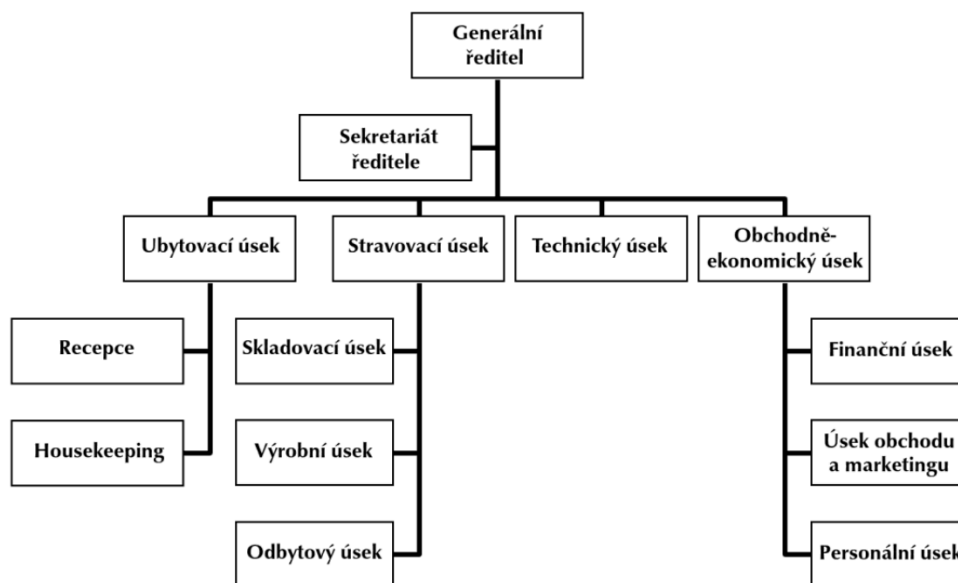 Generální
ředitel
Sekretariát
ředitele
Ubytovací úsek
Stravovací úsek
Technický úsek
Obchodně-
ekonomický úsek
Recepce
Skladovací úsek
Finanční úsek
Housekeeping
Výrobní úsek
Úsek obchodu
a marketingu
Odbytový úsek
Personální úsek